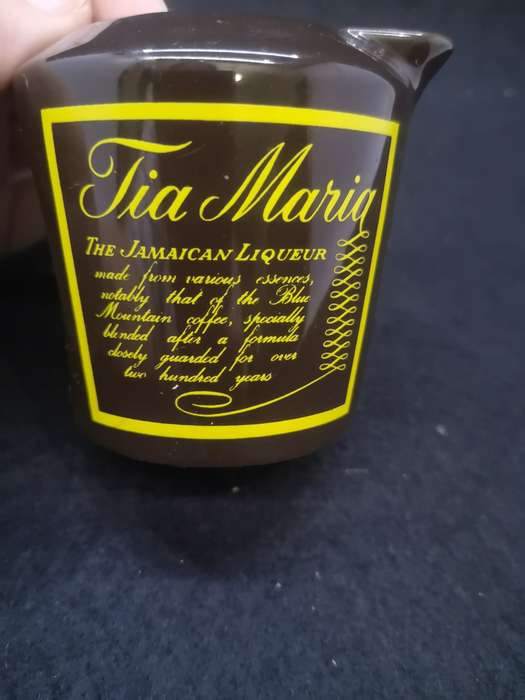 Tia Maria
THE JAMAICAN LIQUEUR
made from various essences,
notably that of the Blue
Mountain coffee, specially
blended after a formula
closely guarded for over
two hundred years